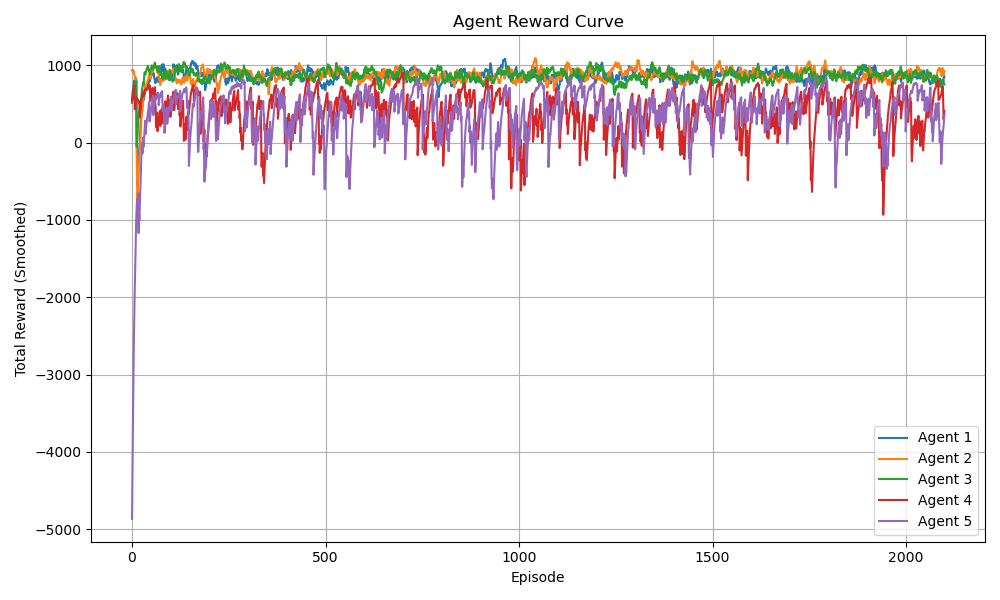 Agent Reward Curve
1000
0
−1000
−2000
−3000
−4000
−5000
Total Reward (Smoothed)
0
500
1000
1500
2000
Episode
Agent 1
Agent 2
Agent 3
Agent 4
Agent 5